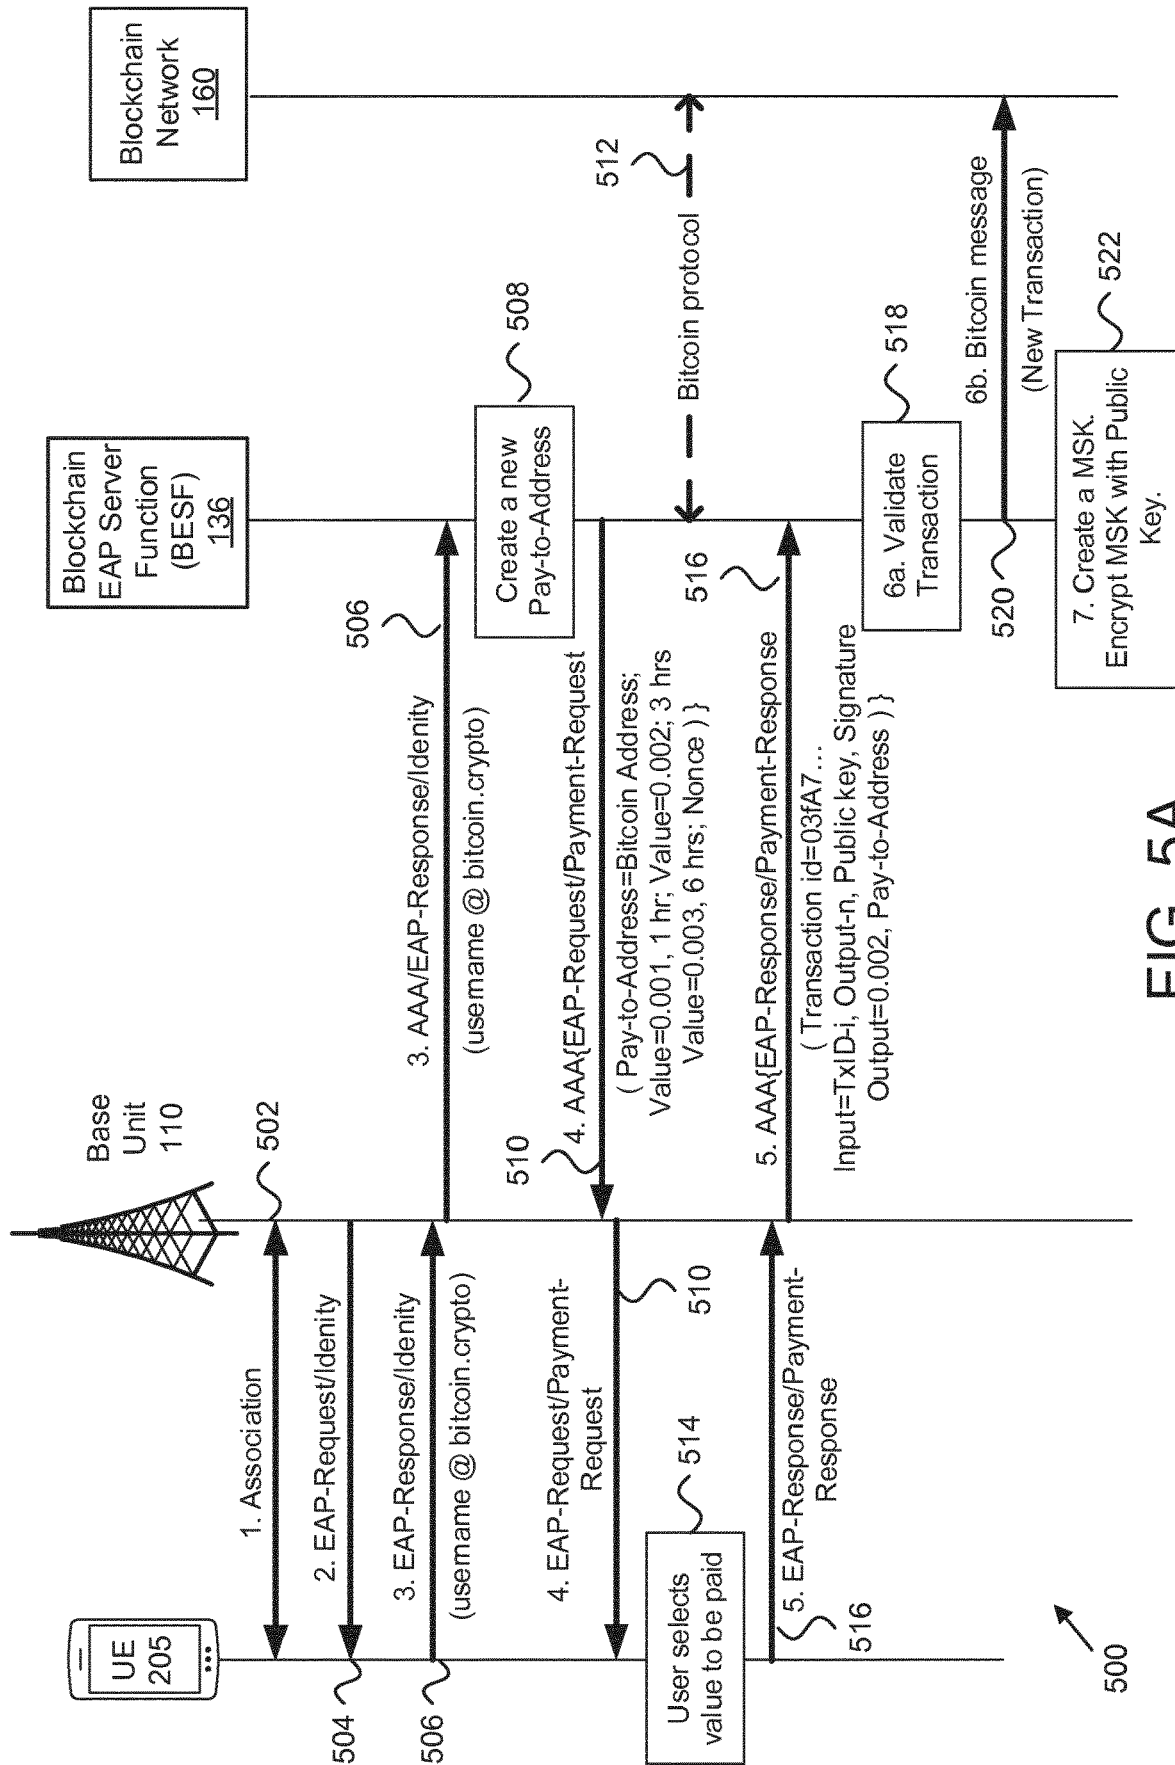 UE
205
Base
Unit
110
Blockchain
EAP Server
Function
(BESF)
136
Blockchain
Network
160
1. Association
502
2. EAP-Request/Idenity
504
3. EAP-Response/Idenity
(username @ bitcoin.crypto)
506
3. AAA/EAP-Response/Idenity
(username @ bitcoin.crypto)
506
Create a new
Pay-to-Address
508
4. AAA{EAP-Request/Payment-Request
( Pay-to-Address=Bitcoin Address;
Value=0.001, 1 hr; Value=0.002; 3 hrs
Value=0.003, 6 hrs; Nonce ) }
510
4. EAP-Request/Payment-
Request
510
Bitcoin protocol
512
User selects
value to be paid
514
5. EAP-Response/Payment-
Response
516
5. AAA{EAP-Response/Payment-Response
( Transaction id=03fA7…
Input=TxID-i, Output-n, Public key, Signature
Output=0.002, Pay-to-Address ) }
516
6a. Validate
Transaction
518
6b. Bitcoin message
(New Transaction)
520
7. Create a MSK.
Encrypt MSK with Public
Key.
522
500
FIG. 5A